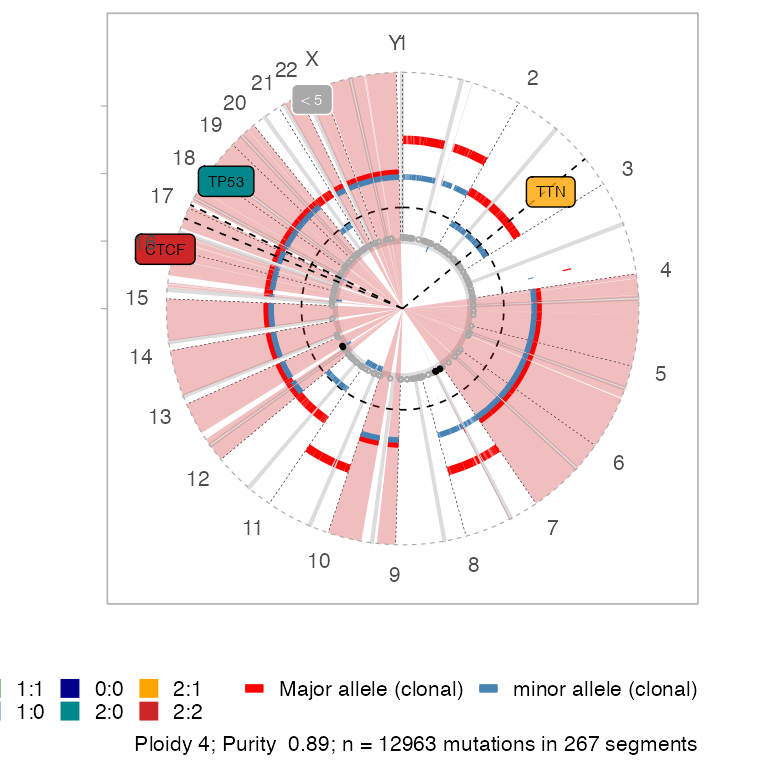 Y1
X
22
21
20
19
18
17
15
14
13
12
11
10
9
8
7
6
5
4
3
2
< 5
TP53
TTN
CTCF
1:1 0:0 2:1 Major allele (clonal) minor allele (clonal)
1:0 2:0 2:2
Ploidy 4; Purity 0.89; n = 12963 mutations in 267 segments